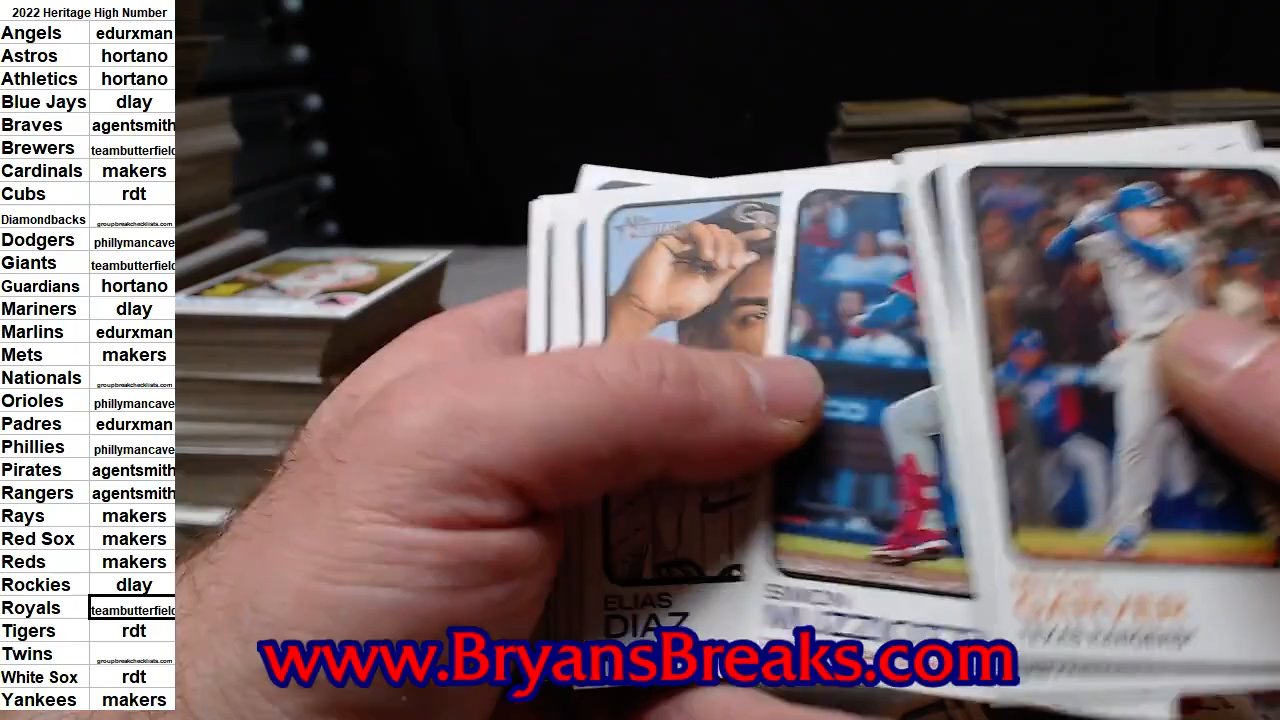 2022 Heritage High Number
Angels edurxman
Astros hortano
Athletics hortano
Blue Jays dlay
Braves agentsmith
Brewers teambutterfield
Cardinals makers
Cubs rdt
Diamondbacks groupbreakchecklists.com
Dodgers phillymancave
Giants teambutterfield
Guardians hortano
Mariners dlay
Marlins edurxman
Mets makers
Nationals groupbreakchecklists.com
Orioles phillymancave
Padres edurxman
Phillies phillymancave
Pirates agentsmith
Rangers agentsmith
Rays makers
Red Sox makers
Reds makers
Rockies dlay
Royals teambutterfield
Tigers rdt
Twins groupbreakchecklists.com
White Sox rdt
Yankees makers
ELIAS
DIAZ
SIMON
www.BryansBreaks.com